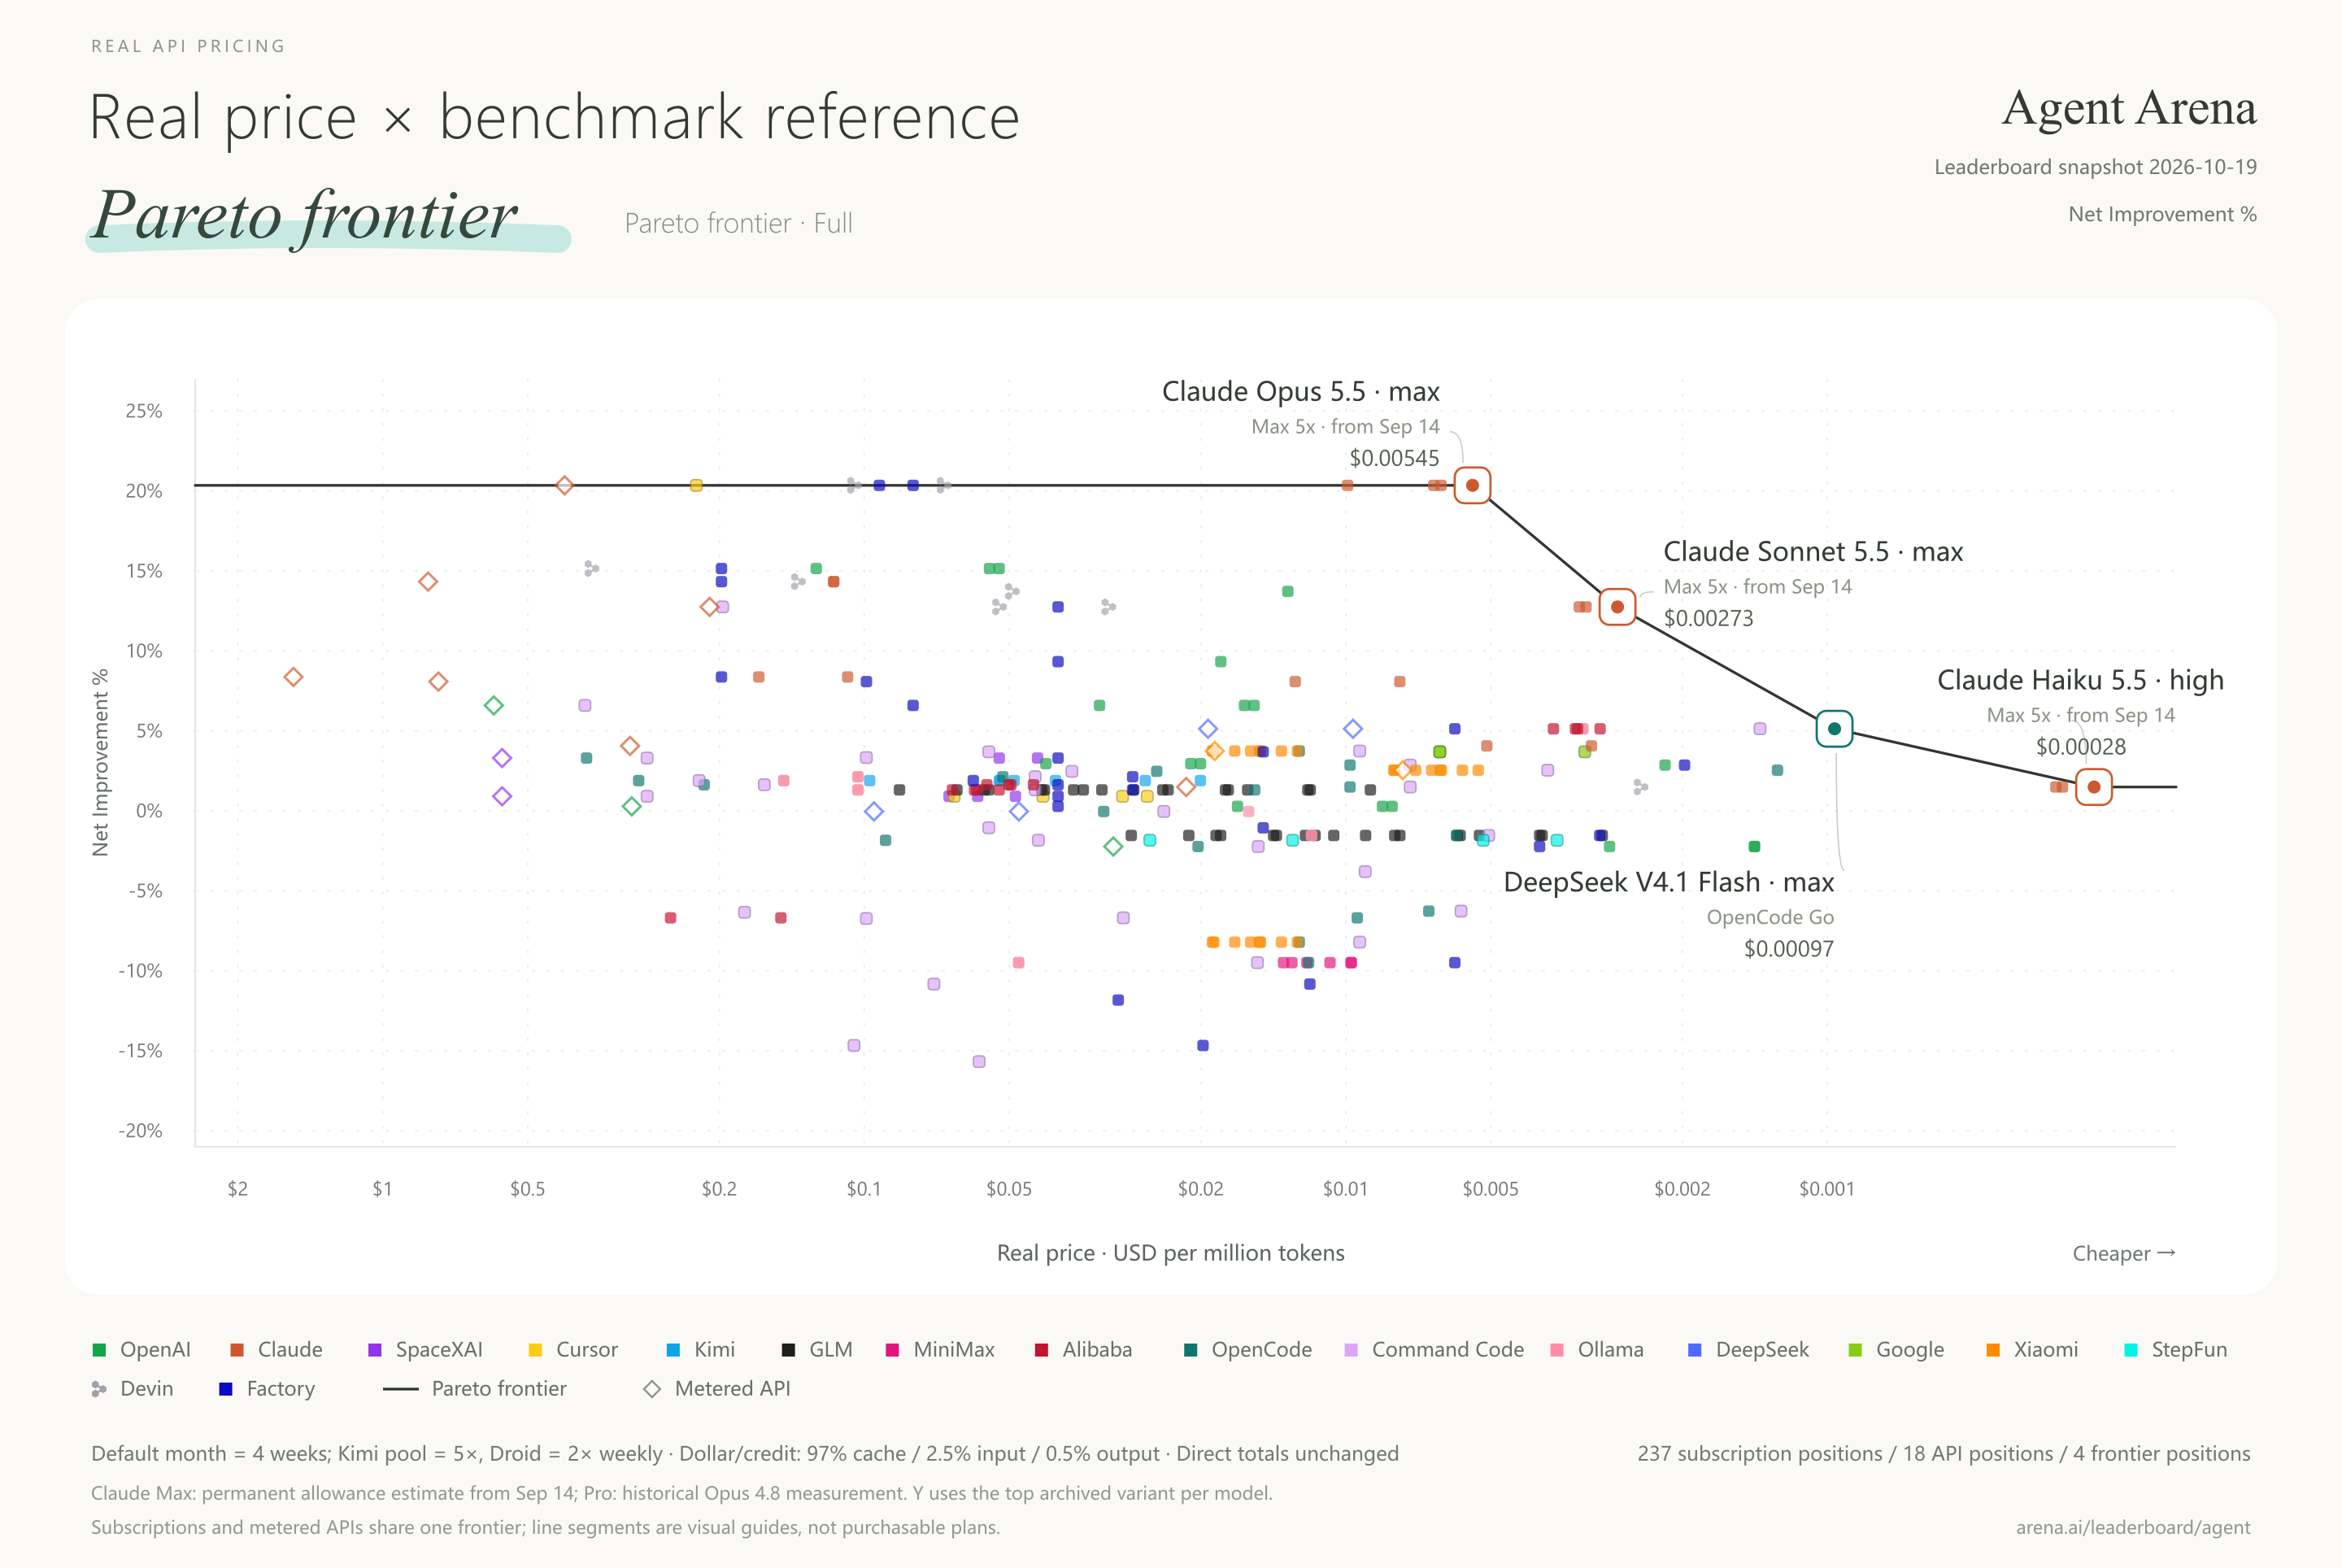 REAL API PRICING
Real price × benchmark reference
Pareto frontier
Pareto frontier · Full
Agent Arena
Leaderboard snapshot 2026-10-19
Net Improvement %
Claude Opus 5.5 · max
Max 5x · from Sep 14
$0.00545
Claude Sonnet 5.5 · max
Max 5x · from Sep 14
$0.00273
Claude Haiku 5.5 · high
Max 5x · from Sep 14
$0.00028
DeepSeek V4.1 Flash · max
OpenCode Go
$0.00097
Net Improvement %
25%
20%
15%
10%
5%
0%
-5%
-10%
-15%
-20%
$2 $1 $0.5 $0.2 $0.1 $0.05 $0.02 $0.01 $0.005 $0.002 $0.001
Real price · USD per million tokens
Cheaper →
OpenAI Claude SpaceXAI Cursor Kimi GLM MiniMax Alibaba OpenCode Command Code Ollama DeepSeek Google Xiaomi StepFun
Devin Factory Pareto frontier Metered API
Default month = 4 weeks; Kimi pool = 5×, Droid = 2× weekly · Dollar/credit: 97% cache / 2.5% input / 0.5% output · Direct totals unchanged
237 subscription positions / 18 API positions / 4 frontier positions
Claude Max: permanent allowance estimate from Sep 14; Pro: historical Opus 4.8 measurement. Y uses the top archived variant per model.
Subscriptions and metered APIs share one frontier; line segments are visual guides, not purchasable plans.
arena.ai/leaderboard/agent